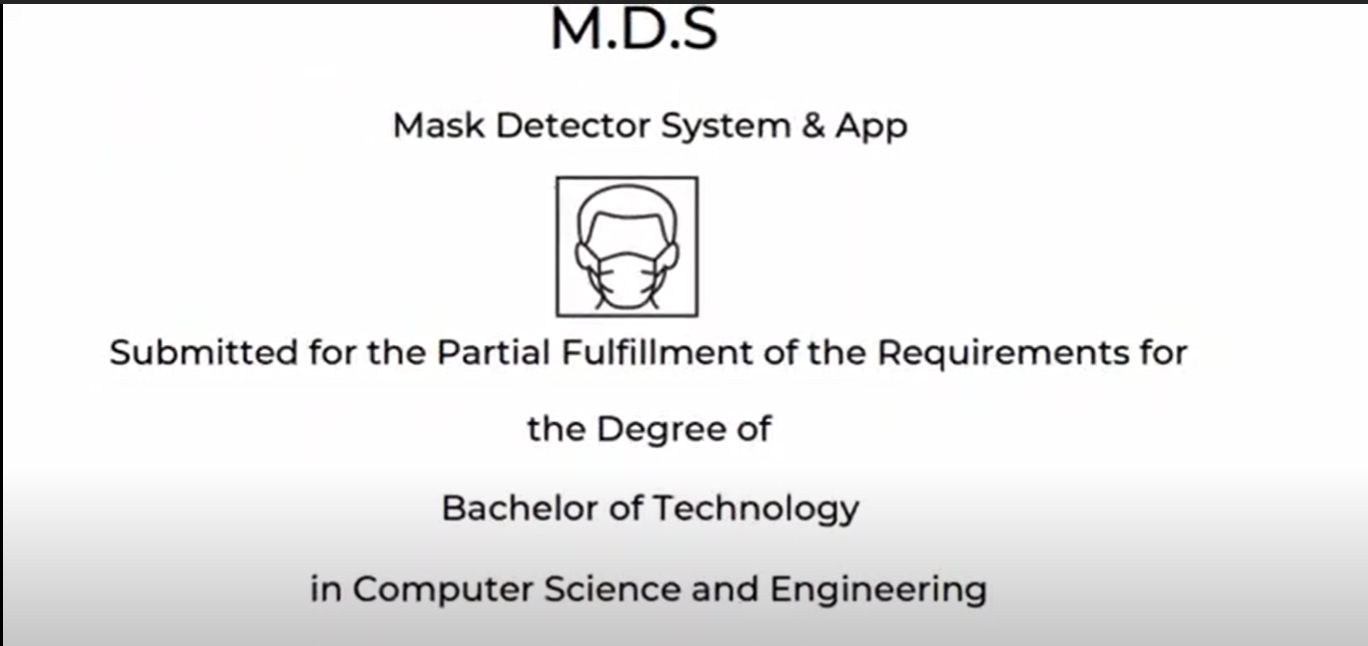 M.D.S
Mask Detector System & App
Submitted for the Partial Fulfillment of the Requirements for
the Degree of
Bachelor of Technology
in Computer Science and Engineering